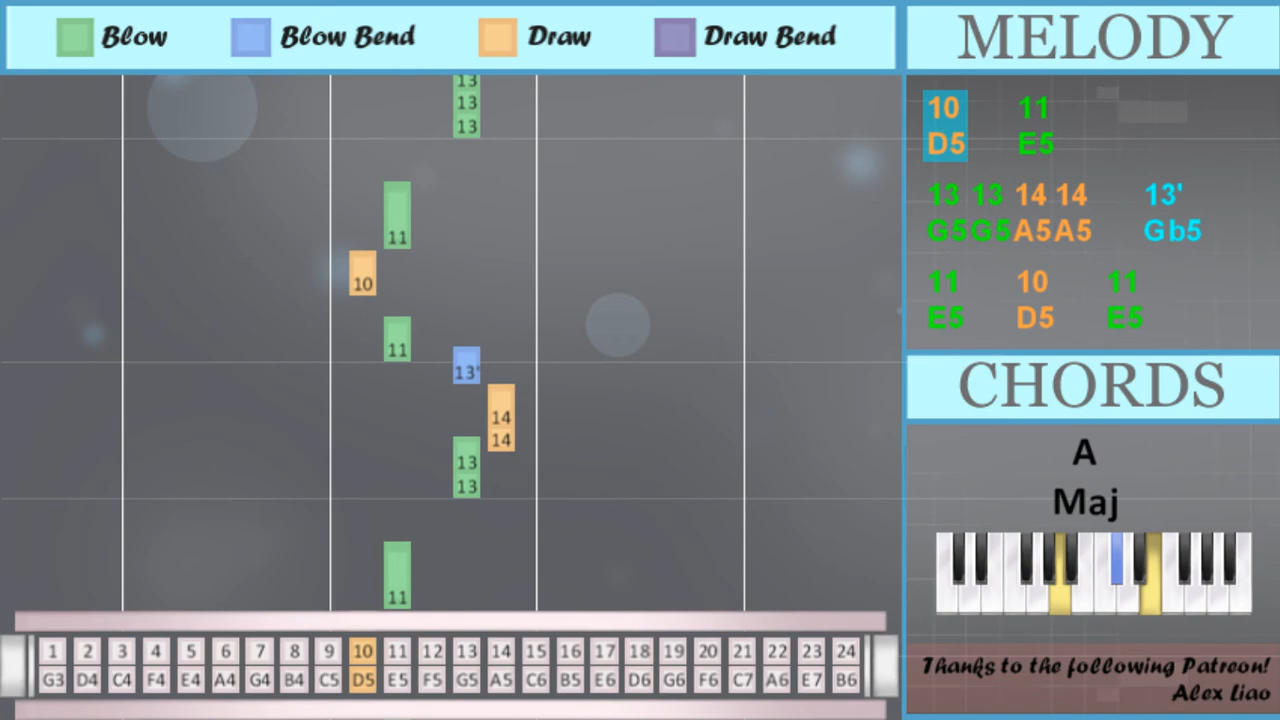 Blow Blow Bend Draw Draw Bend
MELODY
10 11
D5 E5
13 13 14 14 13'
G5 G5 A5 A5 Gb5
11 10 11
E5 D5 E5
CHORDS
A
Maj
Thanks to the following Patreon!
Alex Liao
13
13
13
11
10
11
13'
14
14
13
13
11
1 2 3 4 5 6 7 8 9 10 11 12 13 14 15 16 17 18 19 20 21 22 23 24
G3 D4 C4 F4 E4 A4 G4 B4 C5 D5 E5 F5 G5 A5 C6 B5 E6 D6 G6 F6 C7 A6 E7 B6